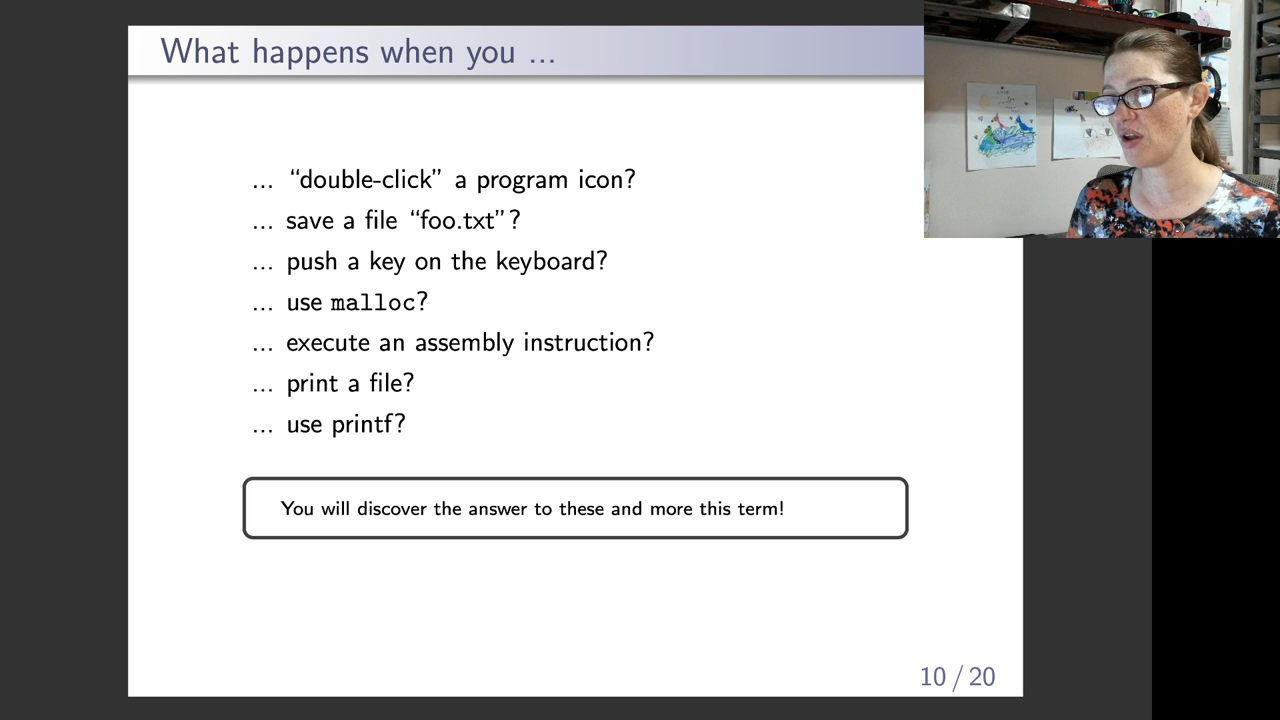 What happens when you ...
... “double-click” a program icon?
... save a file “foo.txt”?
... push a key on the keyboard?
... use malloc?
... execute an assembly instruction?
... print a file?
... use printf?
You will discover the answer to these and more this term!
10 / 20